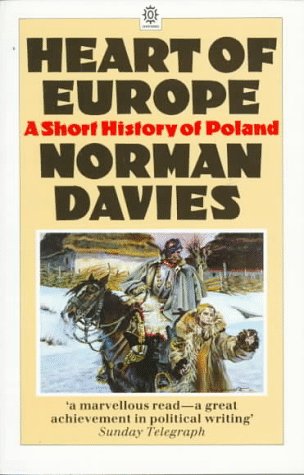 HEART OF
EUROPE
A Short History of Poland
NORMAN
DAVIES
‘a marvellous read—a great
achievement in political writing’
Sunday Telegraph